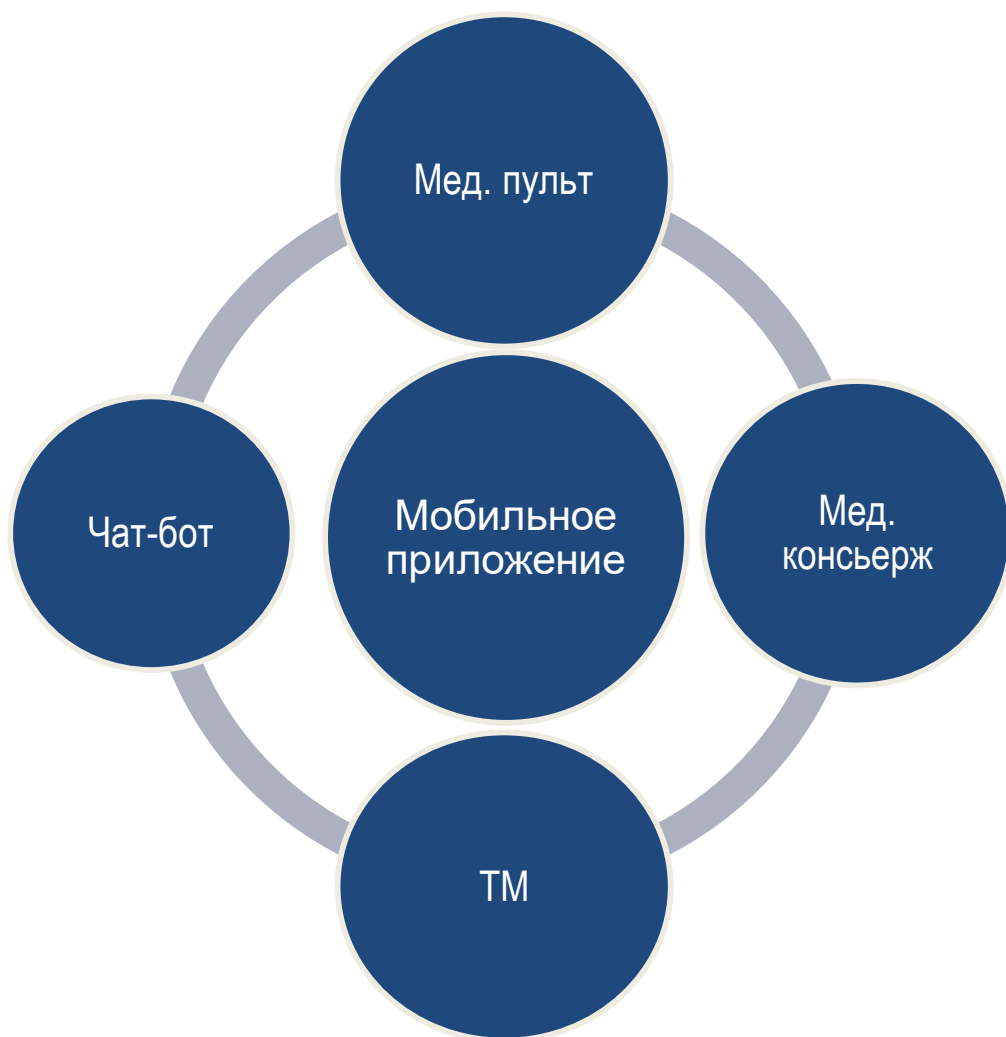 Мед. пульт
Чат-бот
Мобильное
приложение
Мед.
консьерж
ТМ